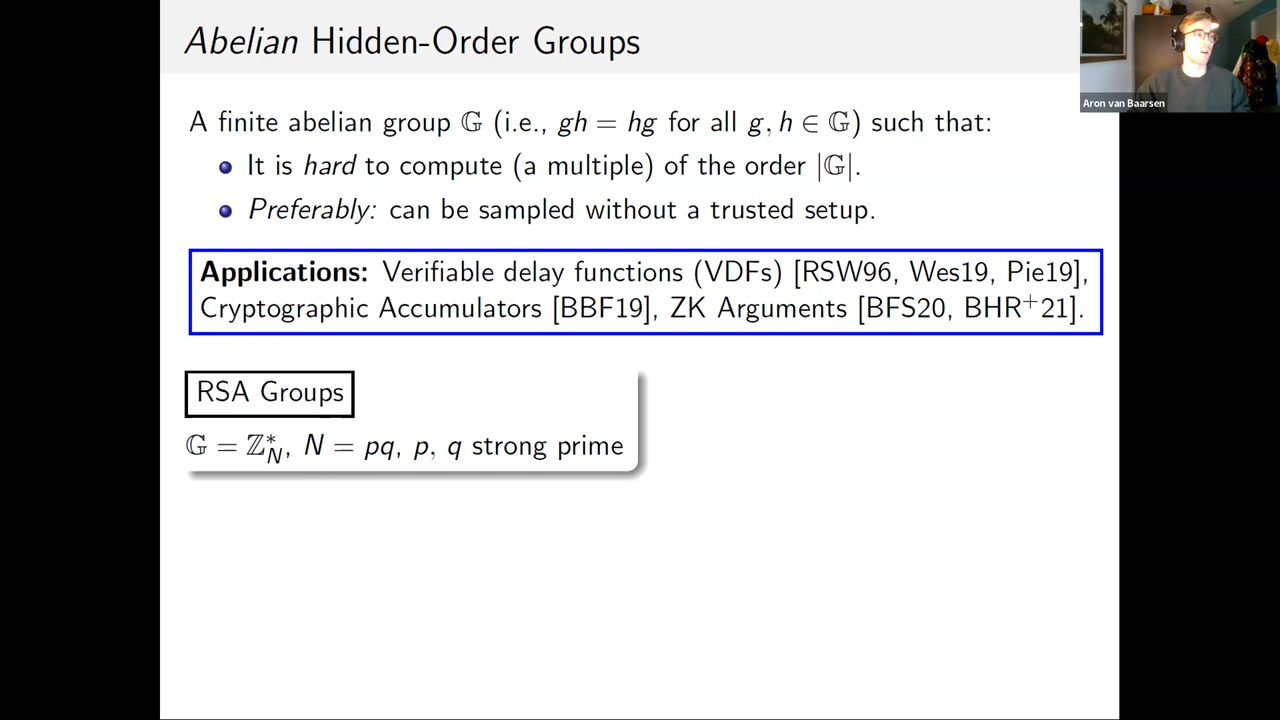 Abelian Hidden-Order Groups
Aron van Baarsen
A finite abelian group 𝔾 (i.e., gh = hg for all g, h ∈ 𝔾) such that:
It is hard to compute (a multiple) of the order |𝔾|.
Preferably: can be sampled without a trusted setup.
Applications: Verifiable delay functions (VDFs) [RSW96, Wes19, Pie19],
Cryptographic Accumulators [BBF19], ZK Arguments [BFS20, BHR⁺21].
RSA Groups
𝔾 = ℤ*_N, N = pq, p, q strong prime